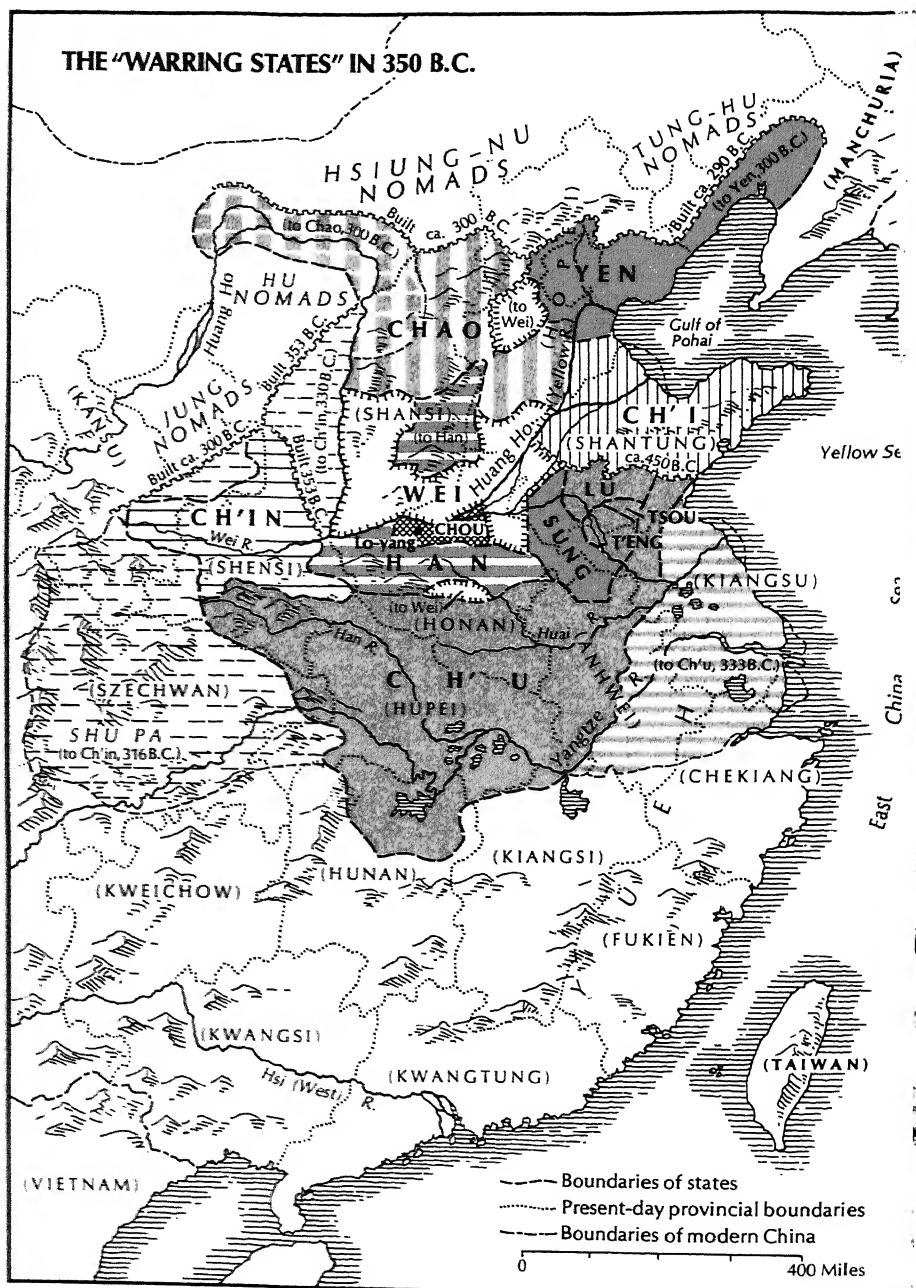 THE "WARRING STATES" IN 350 B.C.
(MANCHURIA)
TUNG-HU
NOMADS
HSIUNG-NU
NOMADS
Built ca. 290 B.C.
(to Yen, 300 B.C.)
Built ca. 300 B.C.
(to Chao, 300 B.C.)
HU
NOMADS
Huang Ho
YEN
(HOPEI)
(to
Wei)
CHAO
Gulf of
Pohai
Built 353 B.C.
(to Ch'in, 330 B.C.)
(KANSU)
JUNG
NOMADS
Built ca. 300 B.C.
Built 353 B.C.
(SHANSI)
(to Han)
(Yellow R.)
Huang Ho
CH'I
(SHANTUNG)
ca. 450 B.C.
Yellow Se
WEI
LU
TSOU
T'ENG
SUNG
CH'IN
Wei R.
CHOU
Lo-yang
HAN
(SHENSI)
(KIANGSU)
(to Wei)
(HONAN)
Huai R.
Han R.
ANHWEI
(to Ch'u, 333 B.C.)
CH'U
(HUPEI)
(SZECHWAN)
SHU PA
(to Ch'in, 316 B.C.)
Yangtze R.
YÜEH
(CHEKIANG)
East
China
Sea
(KWEICHOW)
(HUNAN)
(KIANGSI)
(FUKIEN)
(KWANGSI)
Hsi (West) R.
(KWANGTUNG)
(TAIWAN)
(VIETNAM)
Boundaries of states
Present-day provincial boundaries
Boundaries of modern China
0 400 Miles